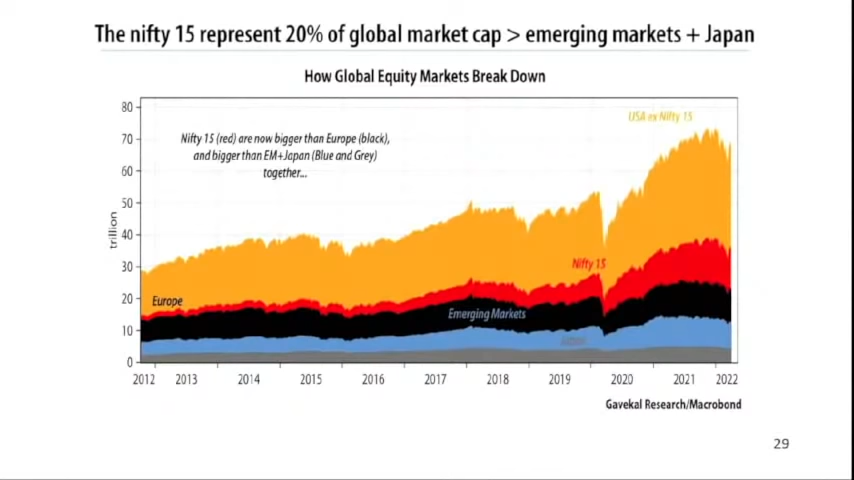 The nifty 15 represent 20% of global market cap > emerging markets + Japan
How Global Equity Markets Break Down
80
70
60
50
40
30
20
10
0
trillion
Nifty 15 (red) are now bigger than Europe (black),
and bigger than EM+Japan (Blue and Grey)
together...
USA ex Nifty 15
Nifty 15
Europe
Emerging Markets
2012 2013 2014 2015 2016 2017 2018 2019 2020 2021 2022
Gavekal Research/Macrobond
29